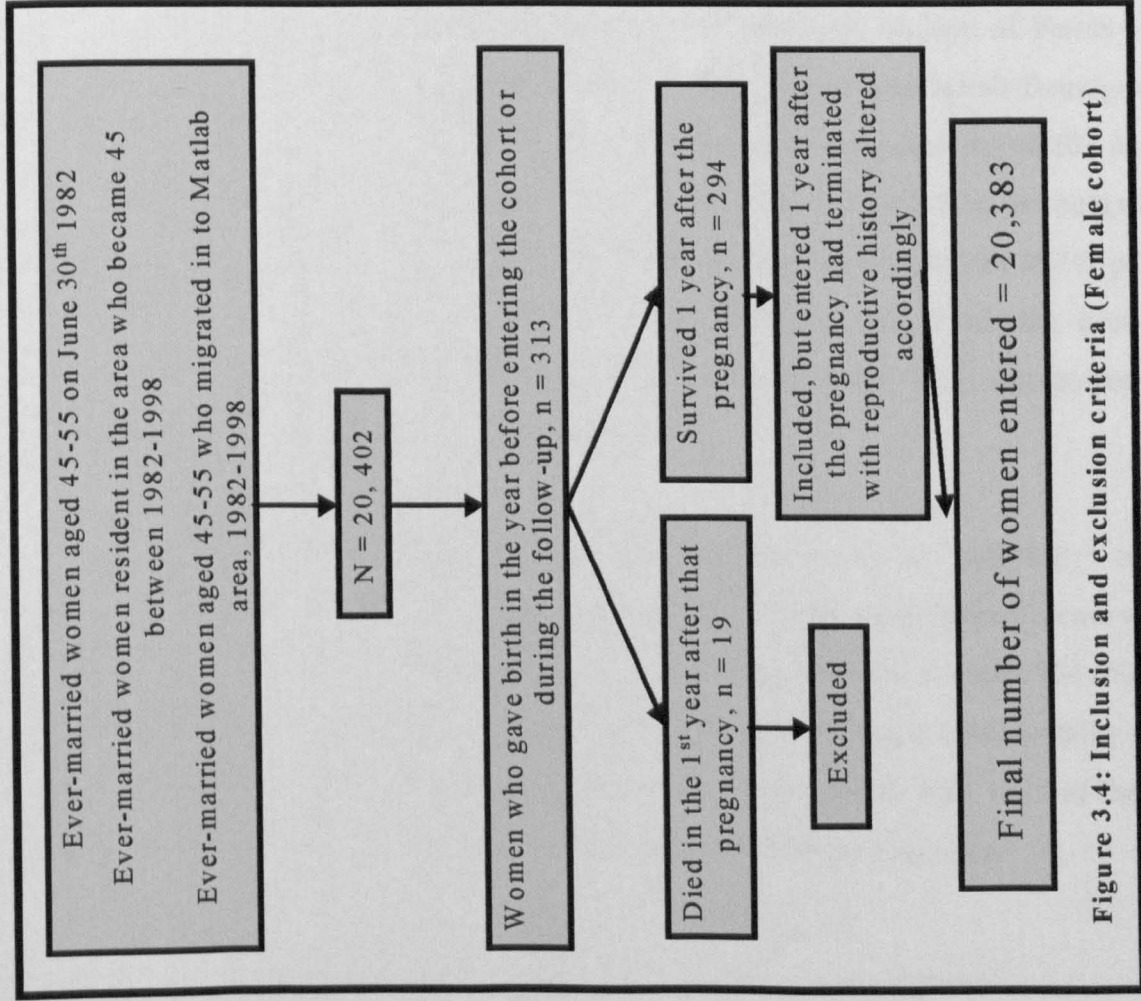 Ever-married women aged 45-55 on June 30th 1982
Ever-married women resident in the area who became 45
between 1982-1998
Ever-married women aged 45-55 who migrated in to Matlab
area, 1982-1998
N = 20,402
Women who gave birth in the year before entering the cohort or
during the follow-up, n = 313
Died in the 1st year after that
pregnancy, n = 19
Excluded
Survived 1 year after the
pregnancy, n = 294
Included, but entered 1 year after
the pregnancy had terminated
with reproductive history altered
accordingly
Final number of women entered = 20,383
Figure 3.4: Inclusion and exclusion criteria (Female cohort)